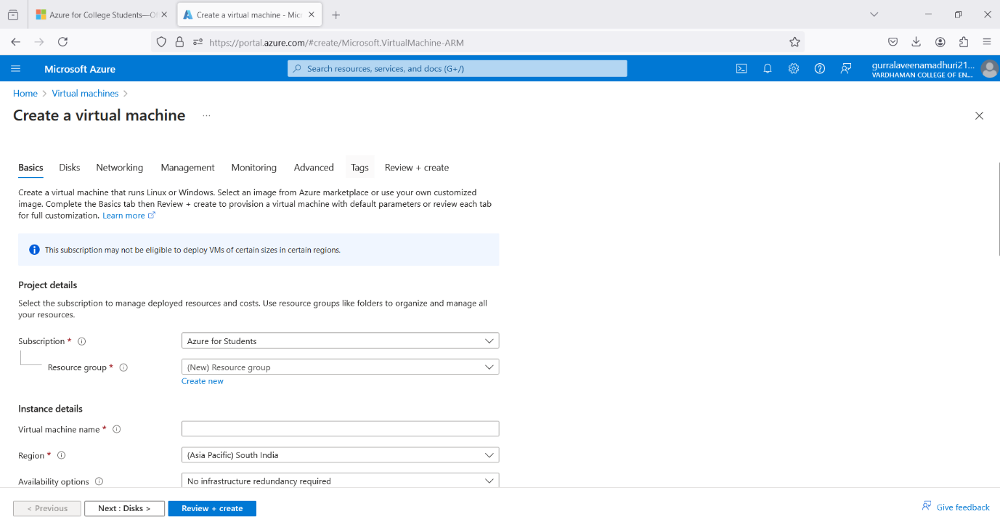 Azure for College Students—Of
Create a virtual machine - Micr
https://portal.azure.com/#create/Microsoft.VirtualMachine-ARM
Microsoft Azure
Search resources, services, and docs (G+/)
gurralaveenamadhuri21...
VARDHAMAN COLLEGE OF EN...
Home > Virtual machines >
Create a virtual machine ...
Basics Disks Networking Management Monitoring Advanced Tags Review + create
Create a virtual machine that runs Linux or Windows. Select an image from Azure marketplace or use your own customized
image. Complete the Basics tab then Review + create to provision a virtual machine with default parameters or review each tab
for full customization. Learn more
This subscription may not be eligible to deploy VMs of certain sizes in certain regions.
Project details
Select the subscription to manage deployed resources and costs. Use resource groups like folders to organize and manage all
your resources.
Subscription * Azure for Students
Resource group * (New) Resource group
Create new
Instance details
Virtual machine name *
Region * (Asia Pacific) South India
Availability options No infrastructure redundancy required
< Previous Next : Disks > Review + create Give feedback